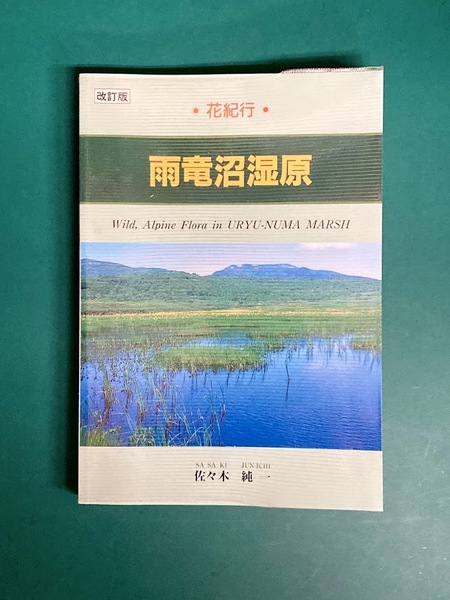 改訂版
・花紀行・
雨竜沼湿原
Wild, Alpine Flora in URYU-NUMA MARSH
SA SA KI JUN-ICHI
佐々木 純一